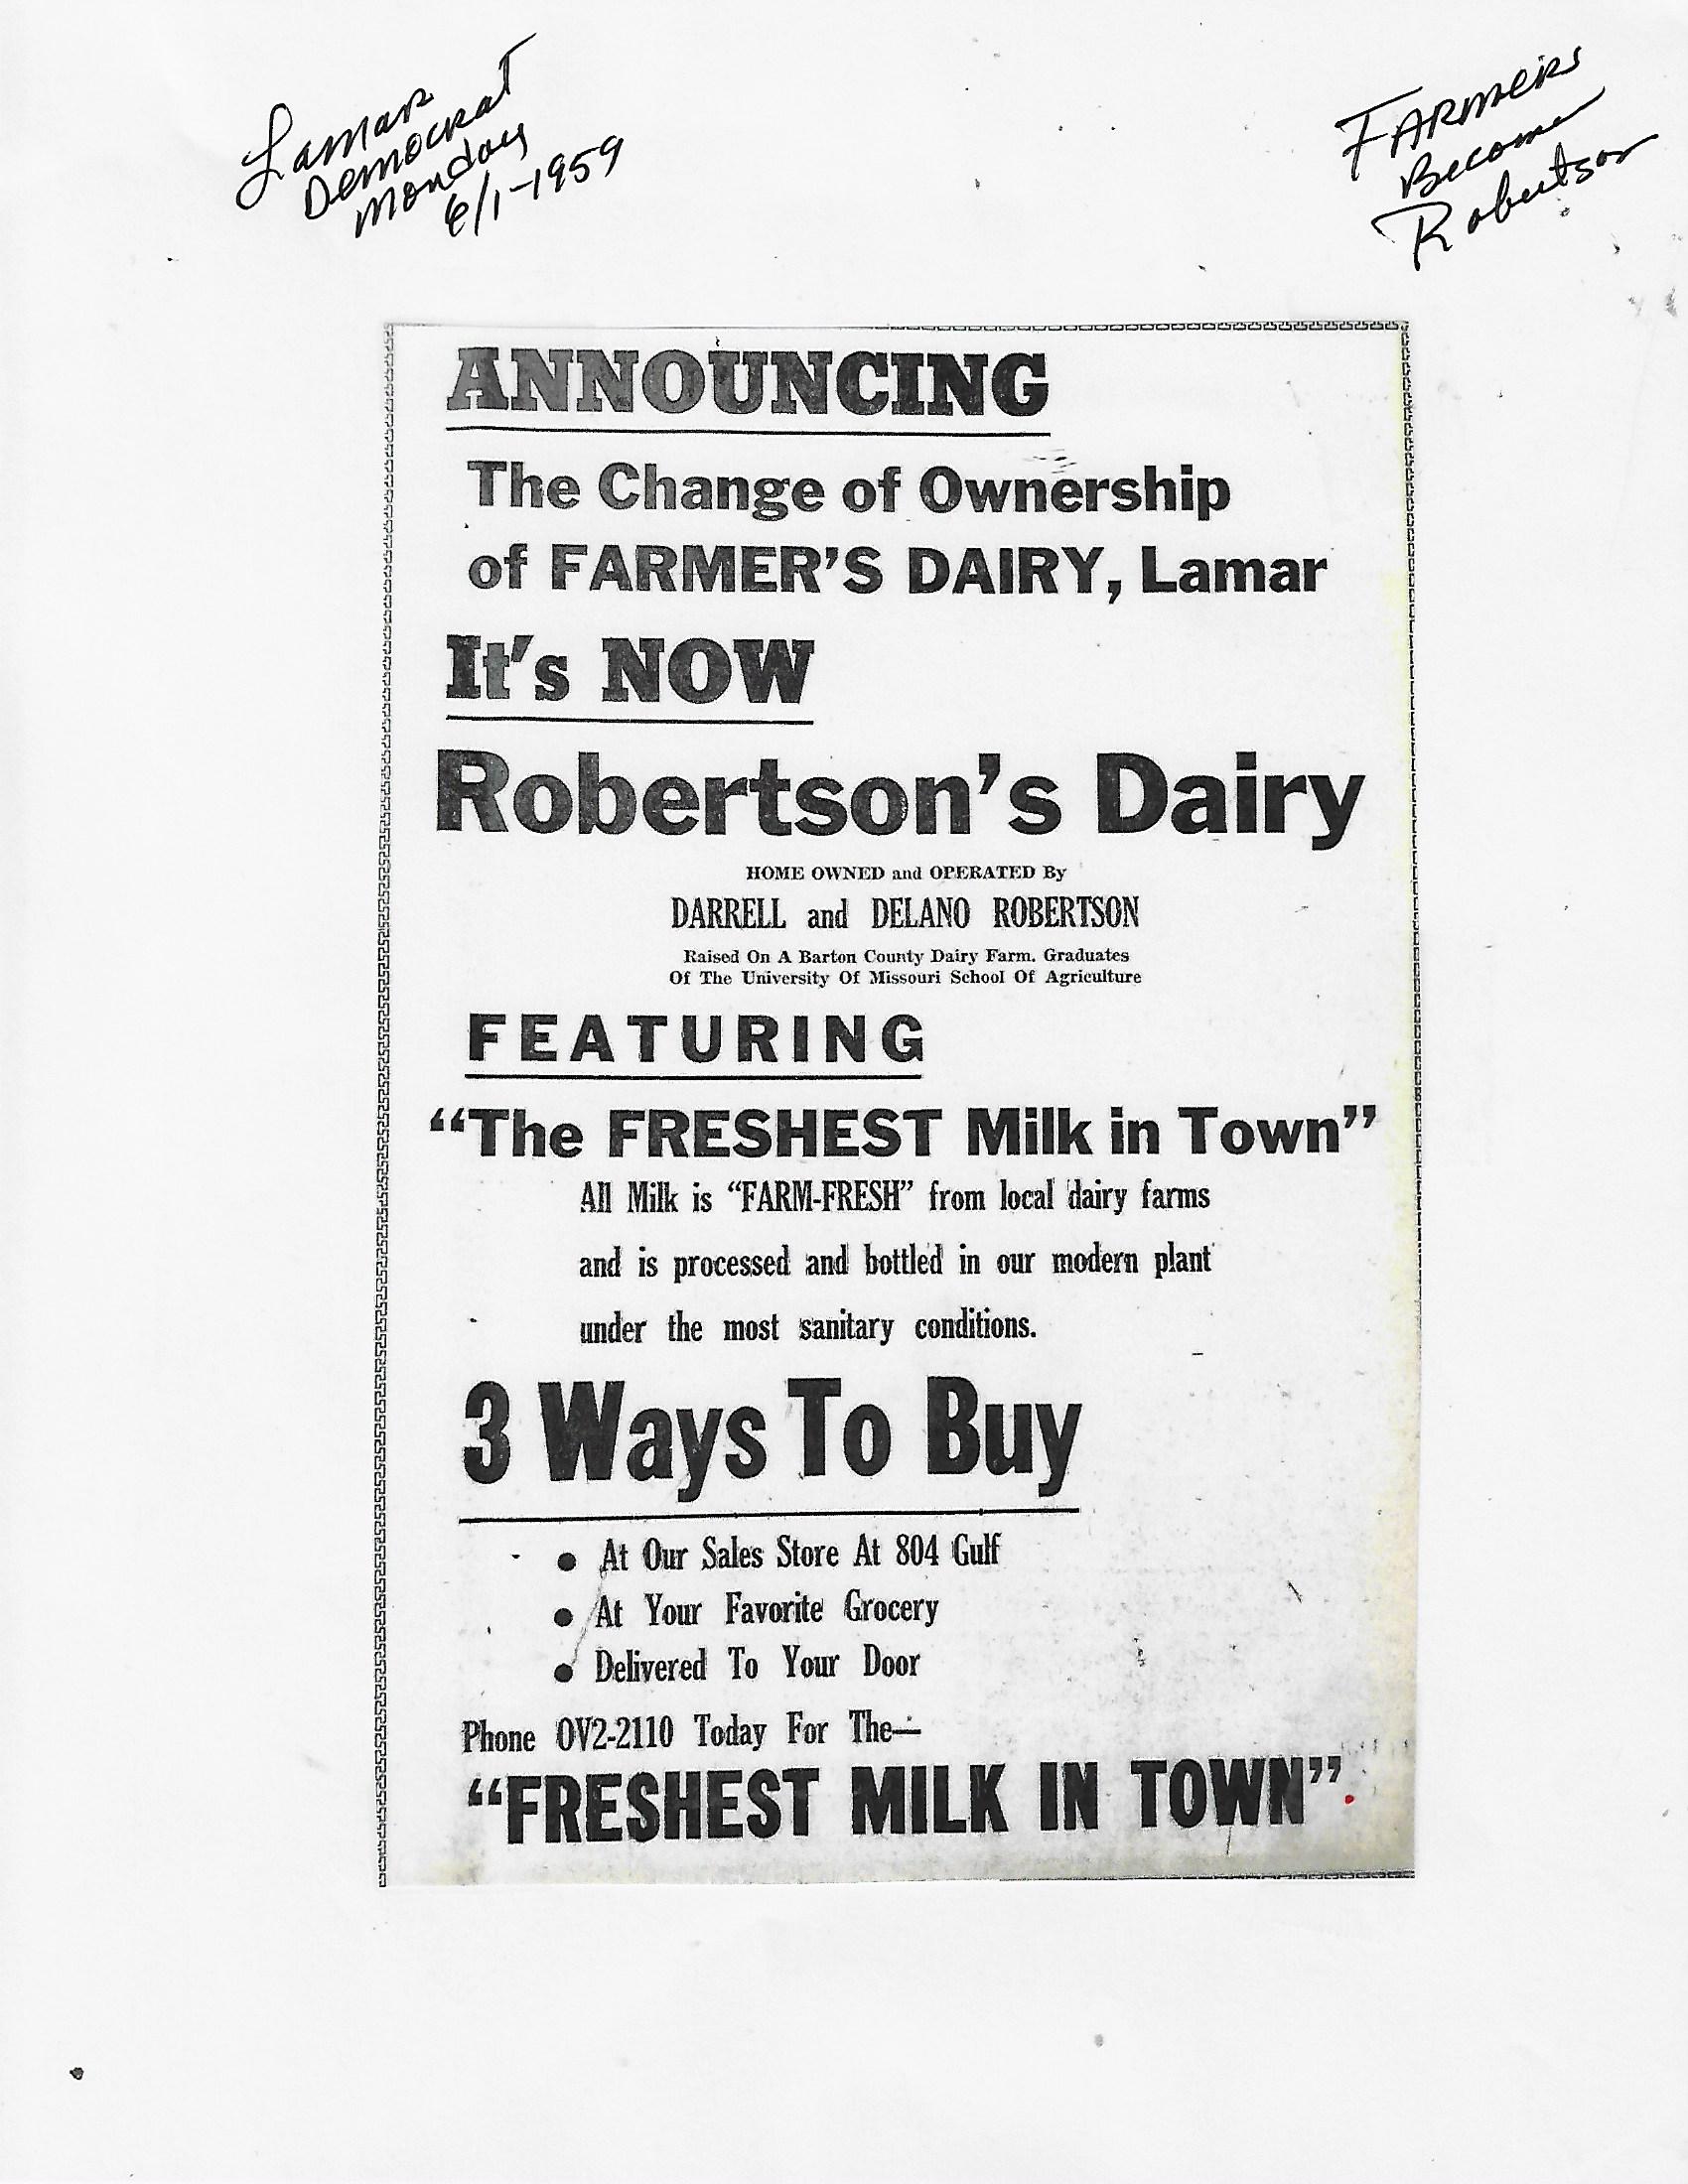 Lamar
Democrat
Monday
6/1-1959
FARMERS
Become
Robertson
ANNOUNCING
The Change of Ownership
of FARMER'S DAIRY, Lamar
It's NOW
Robertson's Dairy
HOME OWNED and OPERATED By
DARRELL and DELANO ROBERTSON
Raised On A Barton County Dairy Farm. Graduates
Of The University Of Missouri School Of Agriculture
FEATURING
"The FRESHEST Milk in Town"
All Milk is "FARM-FRESH" from local dairy farms
and is processed and bottled in our modern plant
under the most sanitary conditions.
3 Ways To Buy
● At Our Sales Store At 804 Gulf
● At Your Favorite Grocery
● Delivered To Your Door
Phone OV2-2110 Today For The—
"FRESHEST MILK IN TOWN".